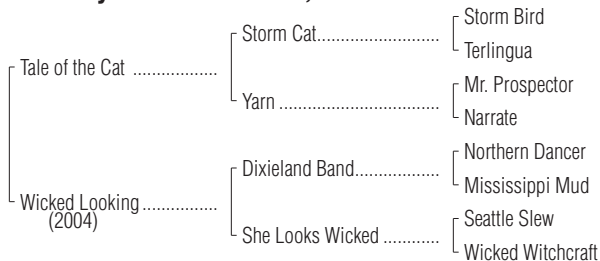 Storm Bird
Storm Cat..................
Terlingua
Tale of the Cat ..................
Mr. Prospector
Yarn ..................................
Narrate
Northern Dancer
Dixieland Band..................
Mississippi Mud
Wicked Looking ................
(2004)
Seattle Slew
She Looks Wicked ............
Wicked Witchcraft